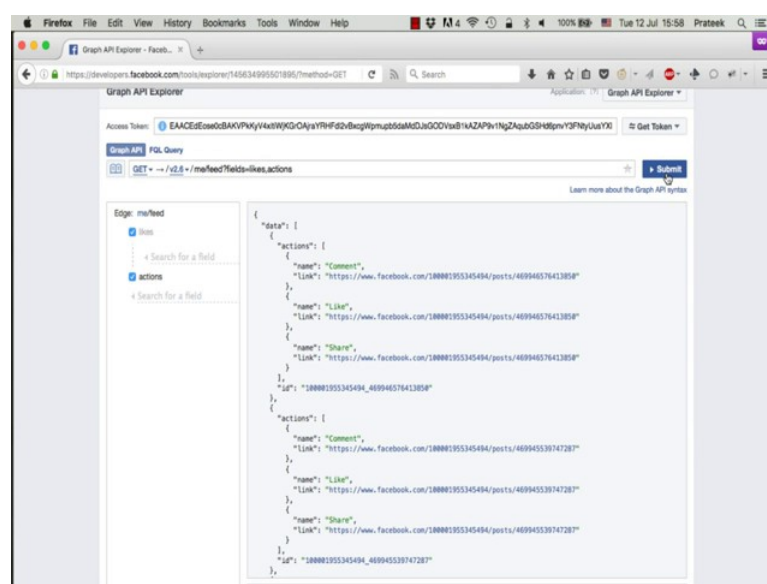 Firefox File Edit View History Bookmarks Tools Window Help 4 100% Tue 12 Jul 15:58 Prateek
Graph API Explorer - Faceb...
https://developers.facebook.com/tools/explorer/145634995501895/?method=GET Search
Graph API Explorer Application: [?] Graph API Explorer
Access Token: Get Token
Graph API FQL Query
GET → /v2.6 /me/feed?fields=likes,actions Submit
Learn more about the Graph API syntax
Edge: me/feed
likes
Search for a field
actions
Search for a field
{
"data": [
{
"actions": [
{
"name": "Comment",
"link": "https://www.facebook.com/100001955345494/posts/469946576413850"
},
{
"name": "Like",
"link": "https://www.facebook.com/100001955345494/posts/469946576413850"
},
{
"name": "Share",
"link": "https://www.facebook.com/100001955345494/posts/469946576413850"
}
],
"id": "100001955345494_469946576413850"
},
{
"actions": [
{
"name": "Comment",
"link": "https://www.facebook.com/100001955345494/posts/469945539747287"
},
{
"name": "Like",
"link": "https://www.facebook.com/100001955345494/posts/469945539747287"
},
{
"name": "Share",
"link": "https://www.facebook.com/100001955345494/posts/469945539747287"
}
],
"id": "100001955345494_469945539747287"
},